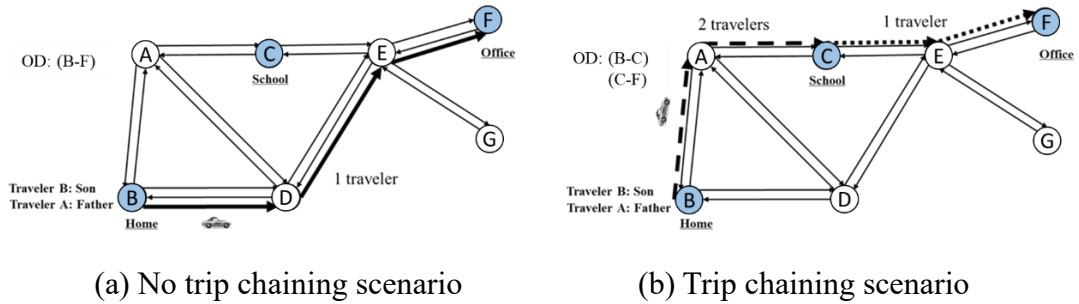 OD: (B-F)
A
C
School
E
F
Office
G
1 traveler
Traveler B: Son
Traveler A: Father
B
Home
D
(a) No trip chaining scenario
OD: (B-C)
(C-F)
2 travelers
1 traveler
A
C
School
E
F
Office
G
Traveler B: Son
Traveler A: Father
B
Home
D
(b) Trip chaining scenario